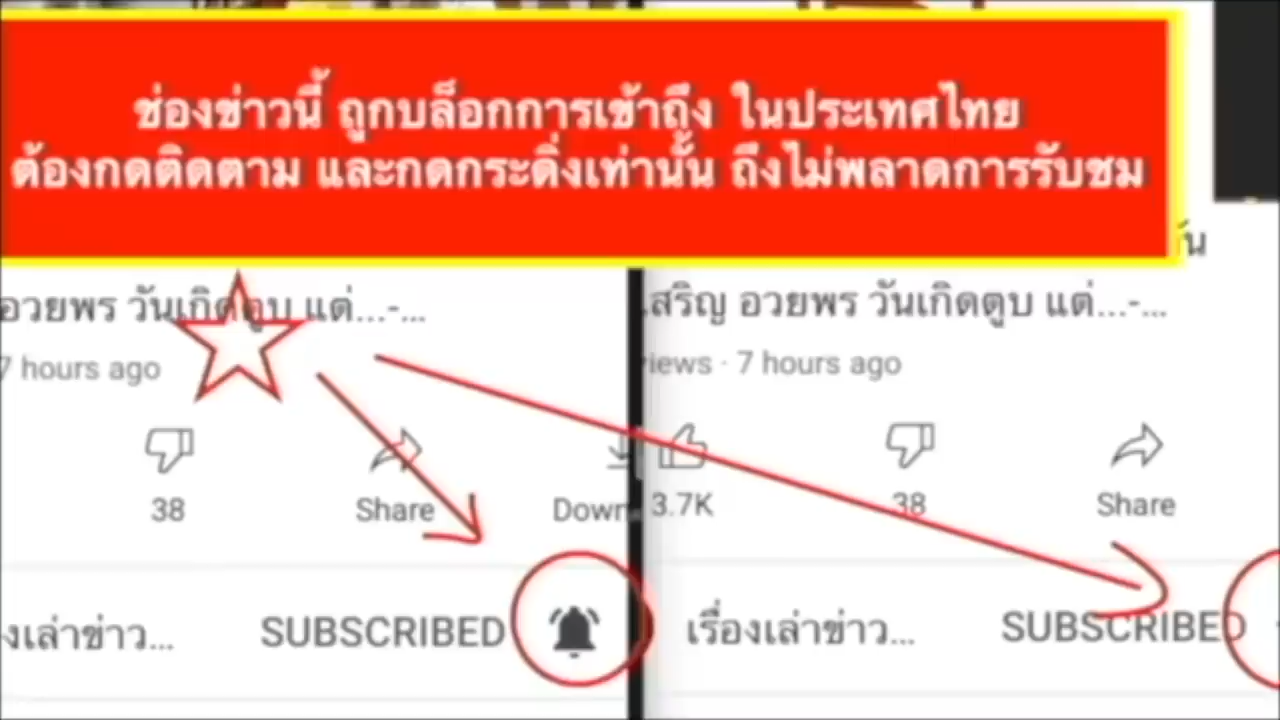 ช่องข่าวนี้ ถูกบล็อกการเข้าถึง ในประเทศไทย
ต้องกดติดตาม และกดกระดิ่งเท่านั้น ถึงไม่พลาดการรับชม
อวยพร วันเกิดตูบ แต่...-...
7 hours ago
38
Share
งเล่าข่าว...
SUBSCRIBED
.สริญ อวยพร วันเกิดตูบ แต่...-...
iews · 7 hours ago
3.7K
38
Share
เรื่องเล่าข่าว...
SUBSCRIBED